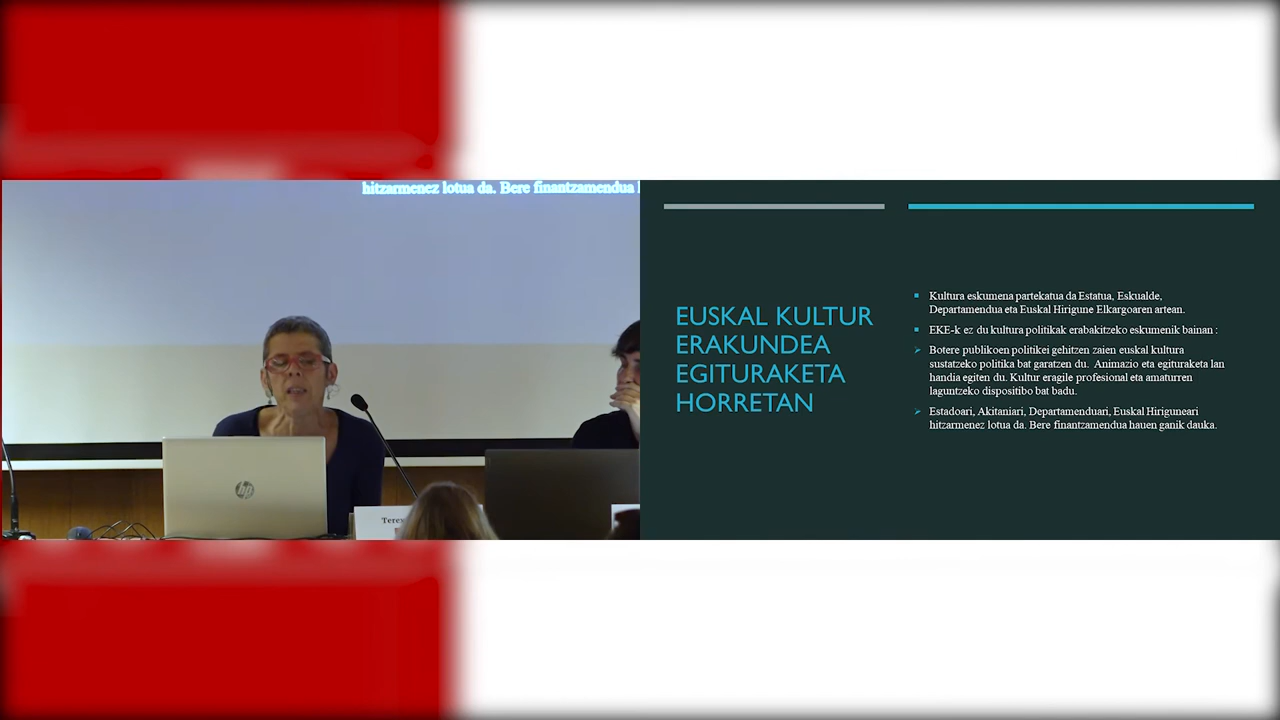 hitzarmenez lotua da. Bere finantzamendua
hp
EUSKAL KULTUR
ERAKUNDEA
EGITURAKETA
HORRETAN
Kultura eskumena partekatua da Estatua, Eskualde,
Departamendua eta Euskal Hirigune Elkargoaren artean.
EKE-k ez du kultura politikak erabakitzeko eskumenik bainan :
Botere publikoen politikei gehitzen zaien euskal kultura
sustatzeko politika bat garatzen du. Animazio eta egituraketa lan
handia egiten du. Kultur eragile profesional eta amaturren
laguntzeko dispositibo bat badu.
Estadoari, Akitaniari, Departamenduari, Euskal Hiriguneari
hitzarmenez lotua da. Bere finantzamendua hauen ganik dauka.